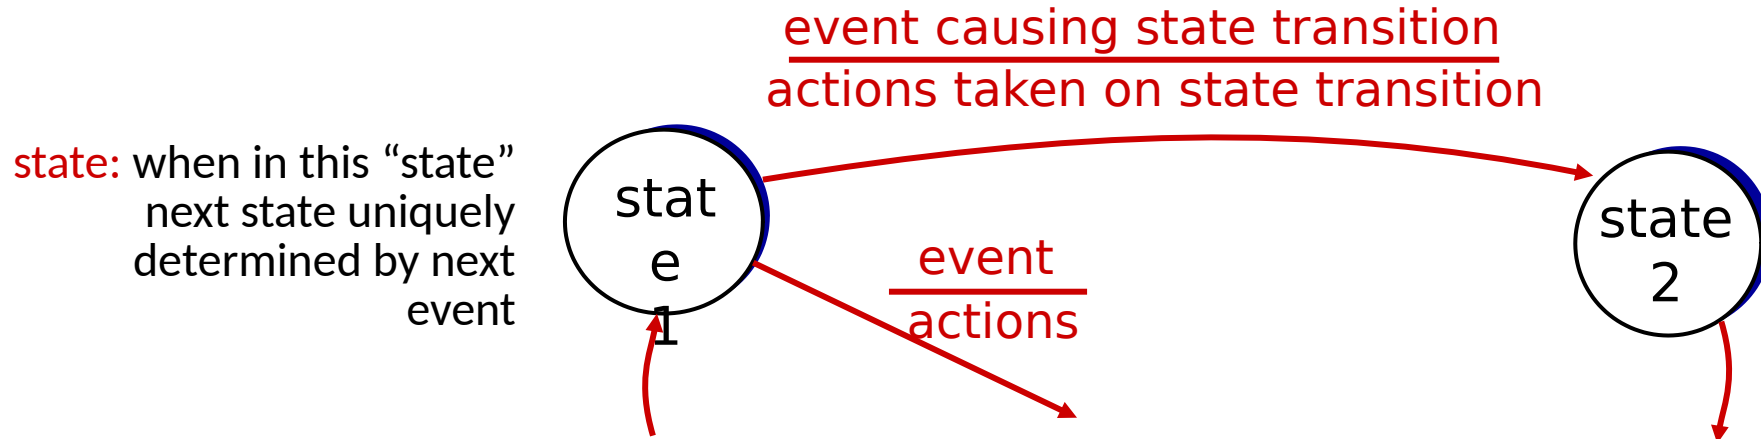 event causing state transition
actions taken on state transition
state: when in this “state”
next state uniquely
determined by next
event
stat
e
1
event
actions
state
2